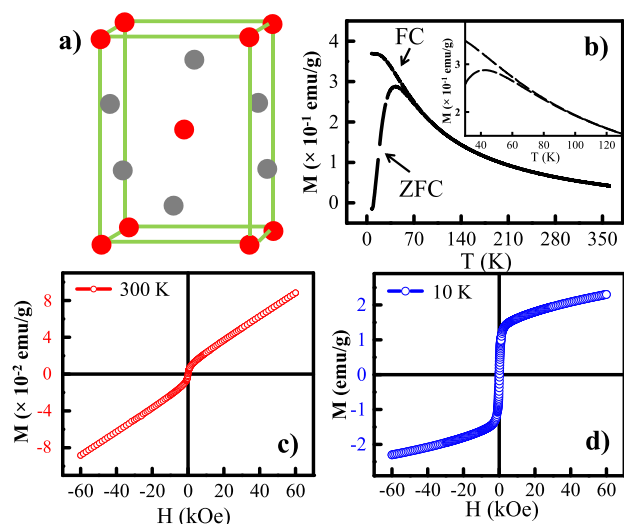 a)
b)
FC
ZFC
M (× 10⁻¹ emu/g)
4
3
2
1
0
0 70 140 210 280 350
T (K)
M (× 10⁻¹ emu/g)
3
2
40 60 80 100 120
T (K)
300 K
c)
M (× 10⁻² emu/g)
8
4
0
-4
-8
-60 -40 -20 0 20 40 60
H (kOe)
10 K
d)
M (emu/g)
2
1
0
-1
-2
-60 -40 -20 0 20 40 60
H (kOe)